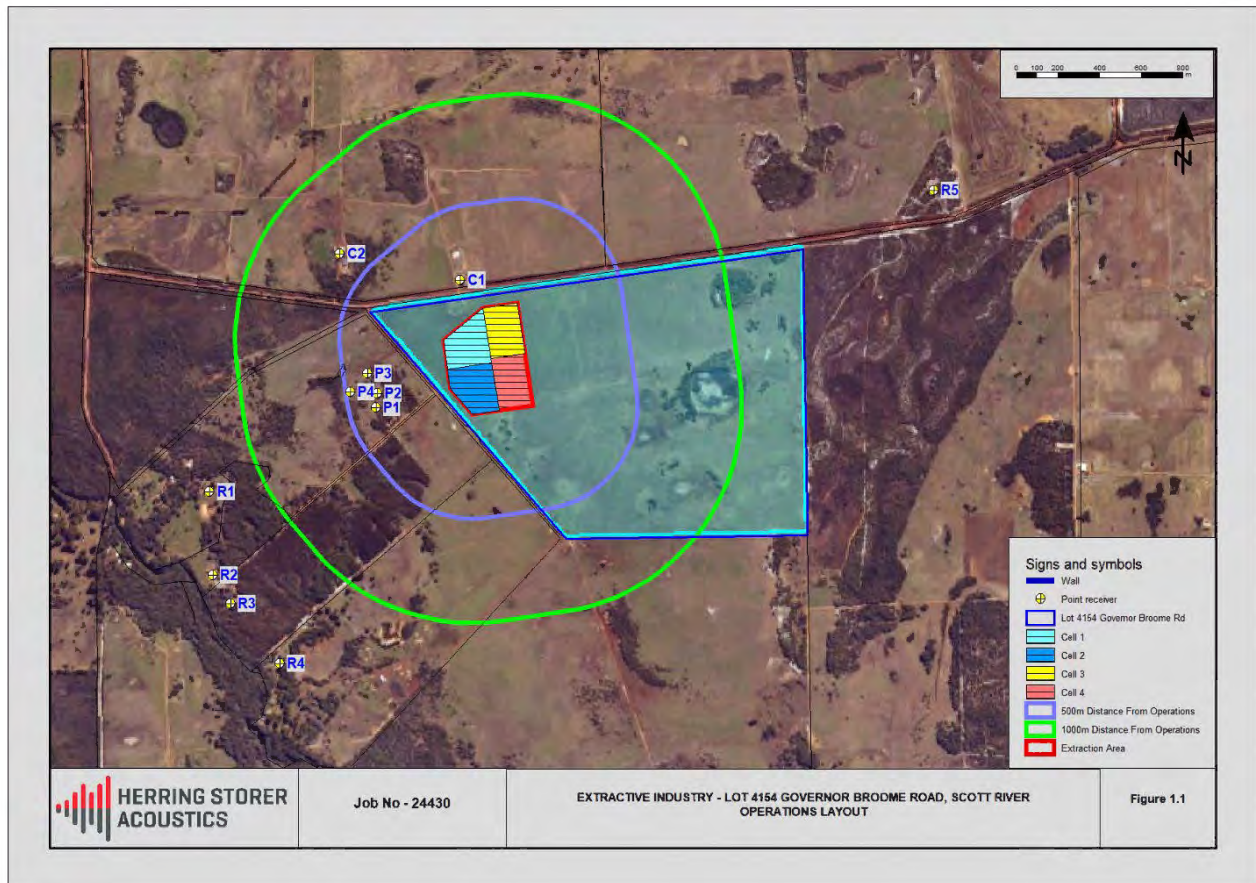 0 100 200 400 600 800
m
N
R5
C2
C1
P3
P4 P2
P1
R1
R2
R3
R4
Signs and symbols
Wall
Point receiver
Lot 4154 Governor Broome Rd
Cell 1
Cell 2
Cell 3
Cell 4
500m Distance From Operations
1000m Distance From Operations
Extraction Area
HERRING STORER
ACOUSTICS
Job No - 24430
EXTRACTIVE INDUSTRY - LOT 4154 GOVERNOR BROOME ROAD, SCOTT RIVER
OPERATIONS LAYOUT
Figure 1.1